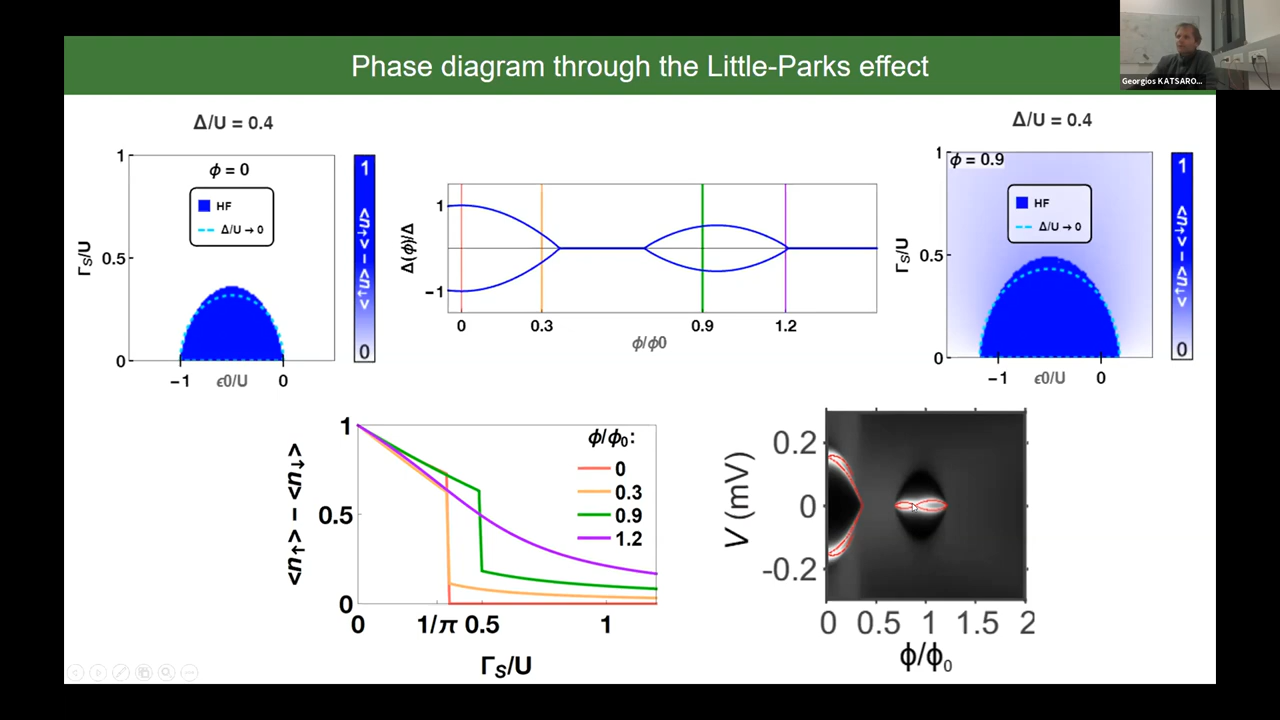 Georgios KATSARO...
Phase diagram through the Little-Parks effect
Δ/U = 0.4
1
ϕ = 0
HF
Δ/U → 0
ΓS/U
0.5
0
−1
0
ϵ0/U
1
<n↑> − <n↓>
0
Δ(ϕ)/Δ
1
−1
0
0.3
0.9
1.2
ϕ/ϕ0
Δ/U = 0.4
1
ϕ = 0.9
HF
Δ/U → 0
ΓS/U
0.5
0
−1
0
ϵ0/U
1
<n↑> − <n↓>
0
<n↑> − <n↓>
1
0.5
0
ϕ/ϕ0:
0
0.3
0.9
1.2
0
1/π
0.5
1
ΓS/U
V (mV)
0.2
0
-0.2
0
0.5
1
1.5
2
ϕ/ϕ0